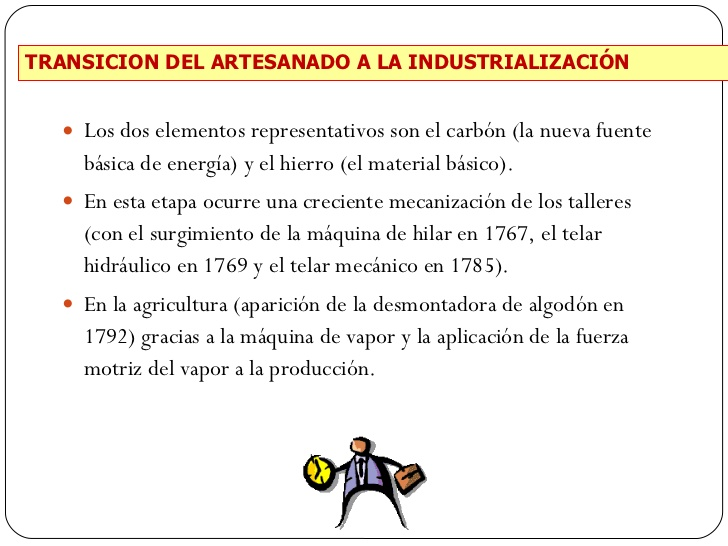 TRANSICION DEL ARTESANADO A LA INDUSTRIALIZACIÓN
• Los dos elementos representativos son el carbón (la nueva fuente
básica de energía) y el hierro (el material básico).
• En esta etapa ocurre una creciente mecanización de los talleres
(con el surgimiento de la máquina de hilar en 1767, el telar
hidráulico en 1769 y el telar mecánico en 1785).
• En la agricultura (aparición de la desmontadora de algodón en
1792) gracias a la máquina de vapor y la aplicación de la fuerza
motriz del vapor a la producción.